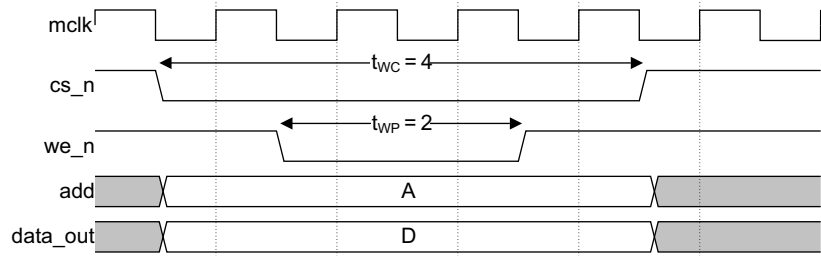 mclk
t_WC = 4
cs_n
t_WP = 2
we_n
add A
data_out D